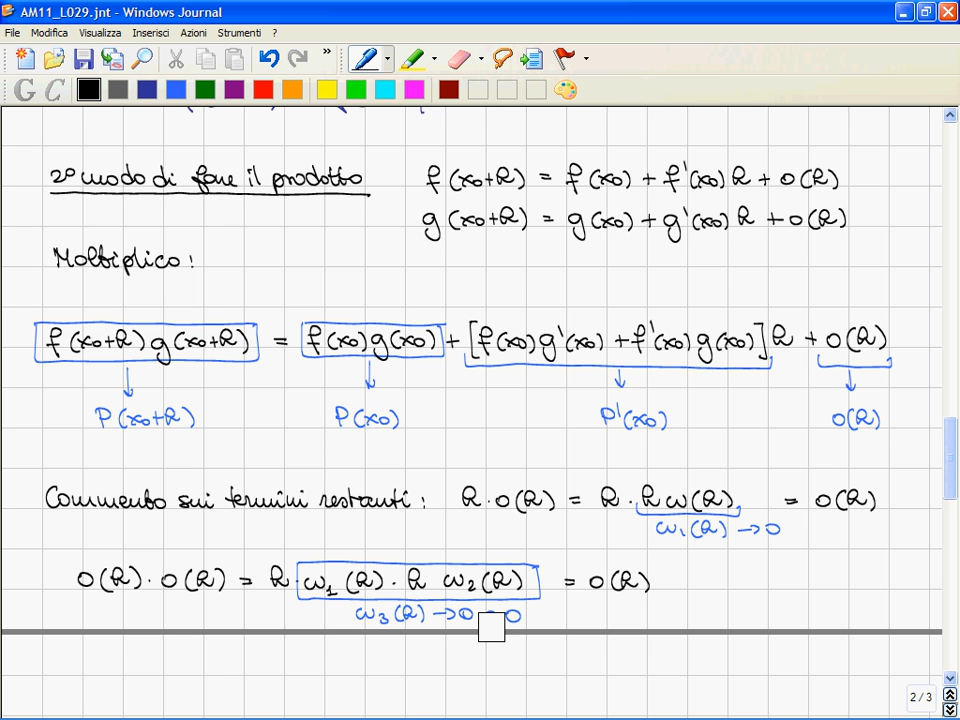 AM11_L029.jnt - Windows Journal
File Modifica Visualizza Inserisci Azioni Strumenti ?
G C
2° modo di fare il prodotto
f(x0+h) = f(x0) + f'(x0) h + o(h)
g(x0+h) = g(x0) + g'(x0) h + o(h)
Moltiplico:
f(x0+h) g(x0+h) = f(x0) g(x0) + [f(x0) g'(x0) + f'(x0) g(x0)] h + o(h)
P(x0+h) P(x0) P'(x0) o(h)
Commento sui termini restanti: h · o(h) = h · h ω(h) = o(h)
ω1(h) → 0
o(h) · o(h) = h · ω1(h) · h ω2(h) = o(h)
ω3(h) → 0
2 / 3